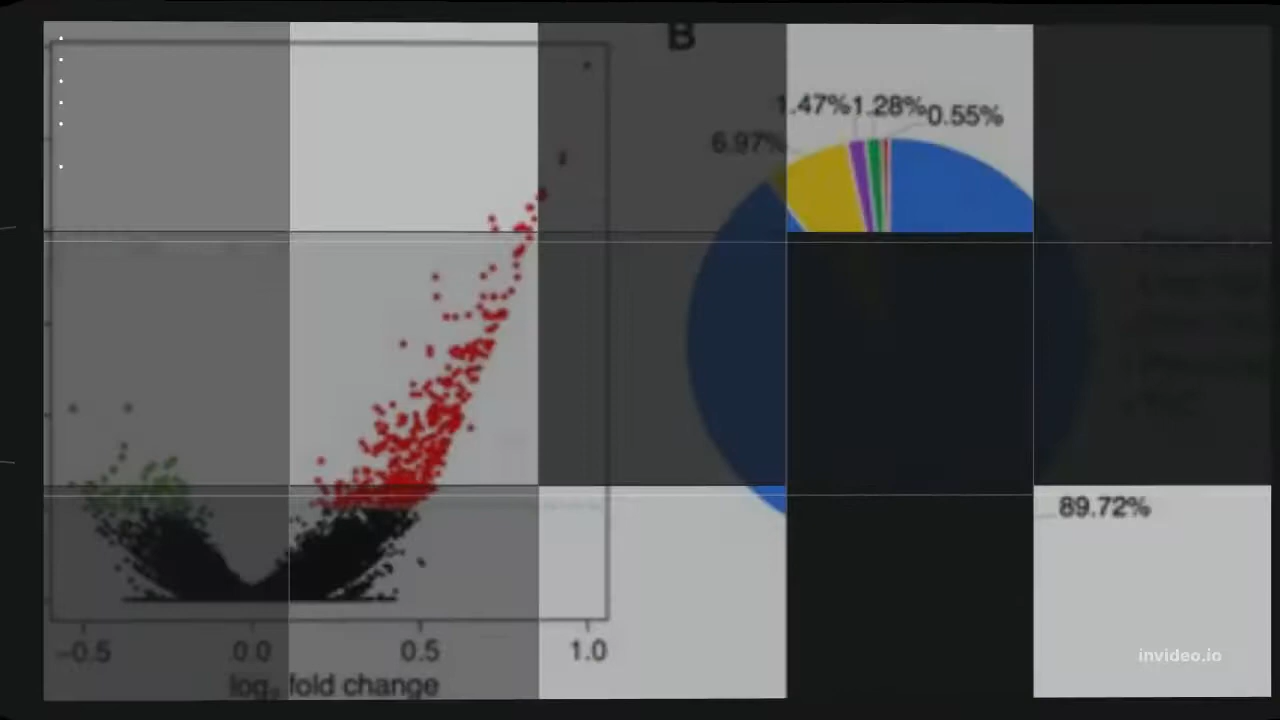 B
1.47% 1.28% 0.55%
6.97%
89.72%
−0.5 0.0 0.5 1.0
log₂ fold change
invideo.io